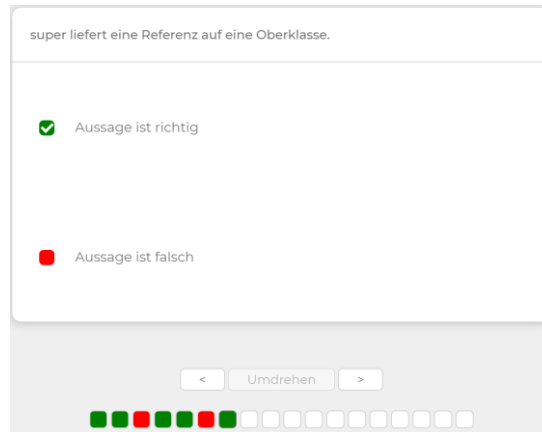 super liefert eine Referenz auf eine Oberklasse.
Aussage ist richtig
Aussage ist falsch
< Umdrehen >